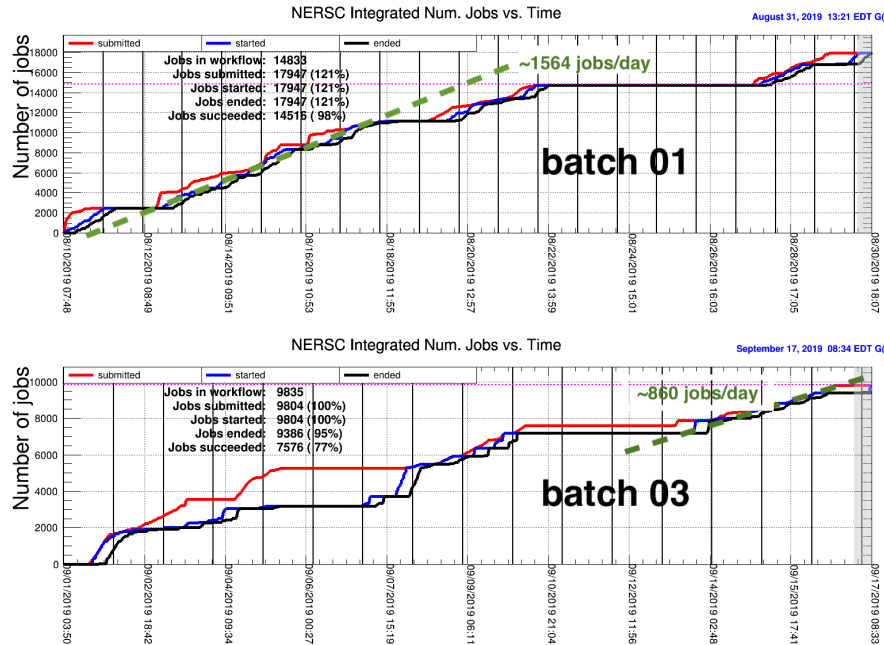 NERSC Integrated Num. Jobs vs. Time
August 31, 2019 13:21 EDT G(
submitted started ended
Jobs in workflow: 14833
Jobs submitted: 17947 (121%)
Jobs started: 17947 (121%)
Jobs ended: 17947 (121%)
Jobs succeeded: 14516 ( 98%)
~1564 jobs/day
batch 01
Number of jobs
18000
16000
14000
12000
10000
8000
6000
4000
2000
0
08/10/2019 07:48
08/12/2019 08:49
08/14/2019 09:51
08/16/2019 10:53
08/18/2019 11:55
08/20/2019 12:57
08/22/2019 13:59
08/24/2019 15:01
08/26/2019 16:03
08/28/2019 17:05
08/30/2019 18:07
NERSC Integrated Num. Jobs vs. Time
September 17, 2019 08:34 EDT G(
submitted started ended
Jobs in workflow: 9835
Jobs submitted: 9804 (100%)
Jobs started: 9804 (100%)
Jobs ended: 9386 ( 95%)
Jobs succeeded: 7576 ( 77%)
~860 jobs/day
batch 03
Number of jobs
10000
8000
6000
4000
2000
0
09/01/2019 03:50
09/02/2019 18:42
09/04/2019 09:34
09/06/2019 00:27
09/07/2019 15:19
09/09/2019 06:11
09/10/2019 21:04
09/12/2019 11:56
09/14/2019 02:48
09/15/2019 17:41
09/17/2019 08:33